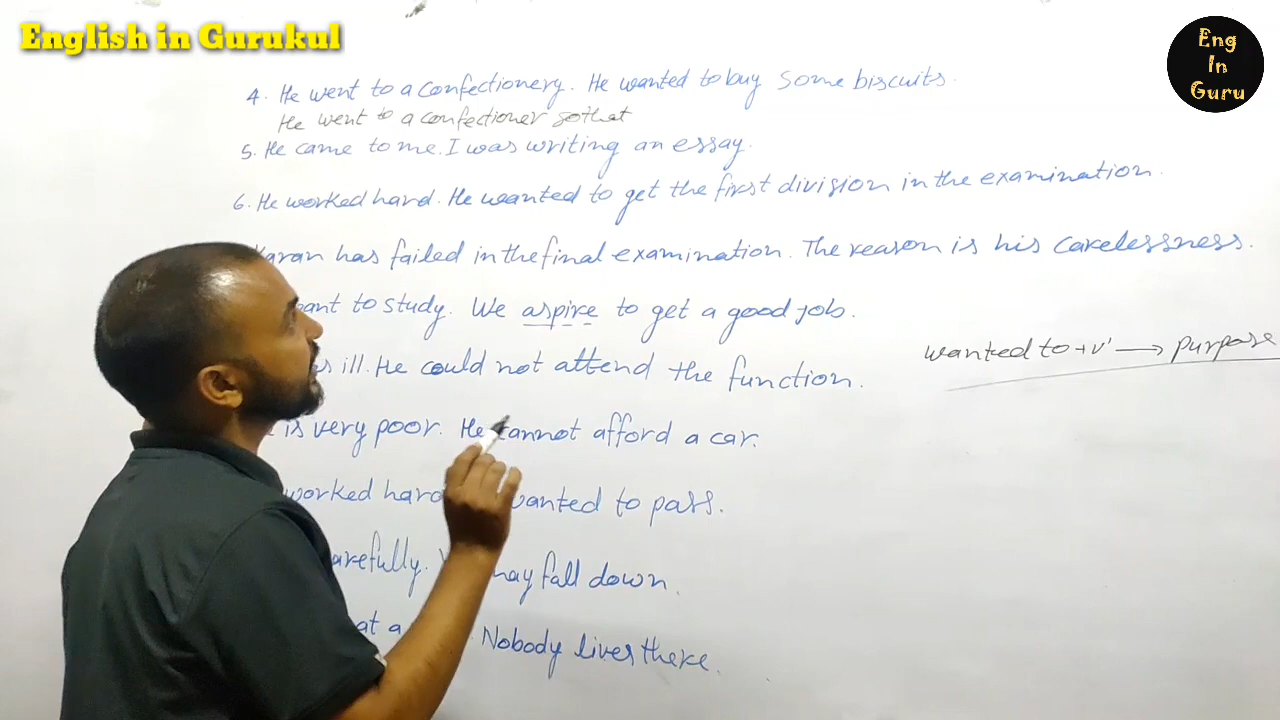 English in Gurukul
Eng
In
Guru
4. He went to a confectionery. He wanted to buy some biscuits.
He went to a confectioner so that
5. He came to me. I was writing an essay.
6. He worked hard. He wanted to get the first division in the examination.
Karan has failed in the final examination. The reason is his carelessness.
want to study. We aspire to get a good job.
ill. He could not attend the function.
wanted to + v' → purpose
is very poor. He cannot afford a car.
worked hard wanted to pass.
carefully. may fall down.
at a Nobody lives there.